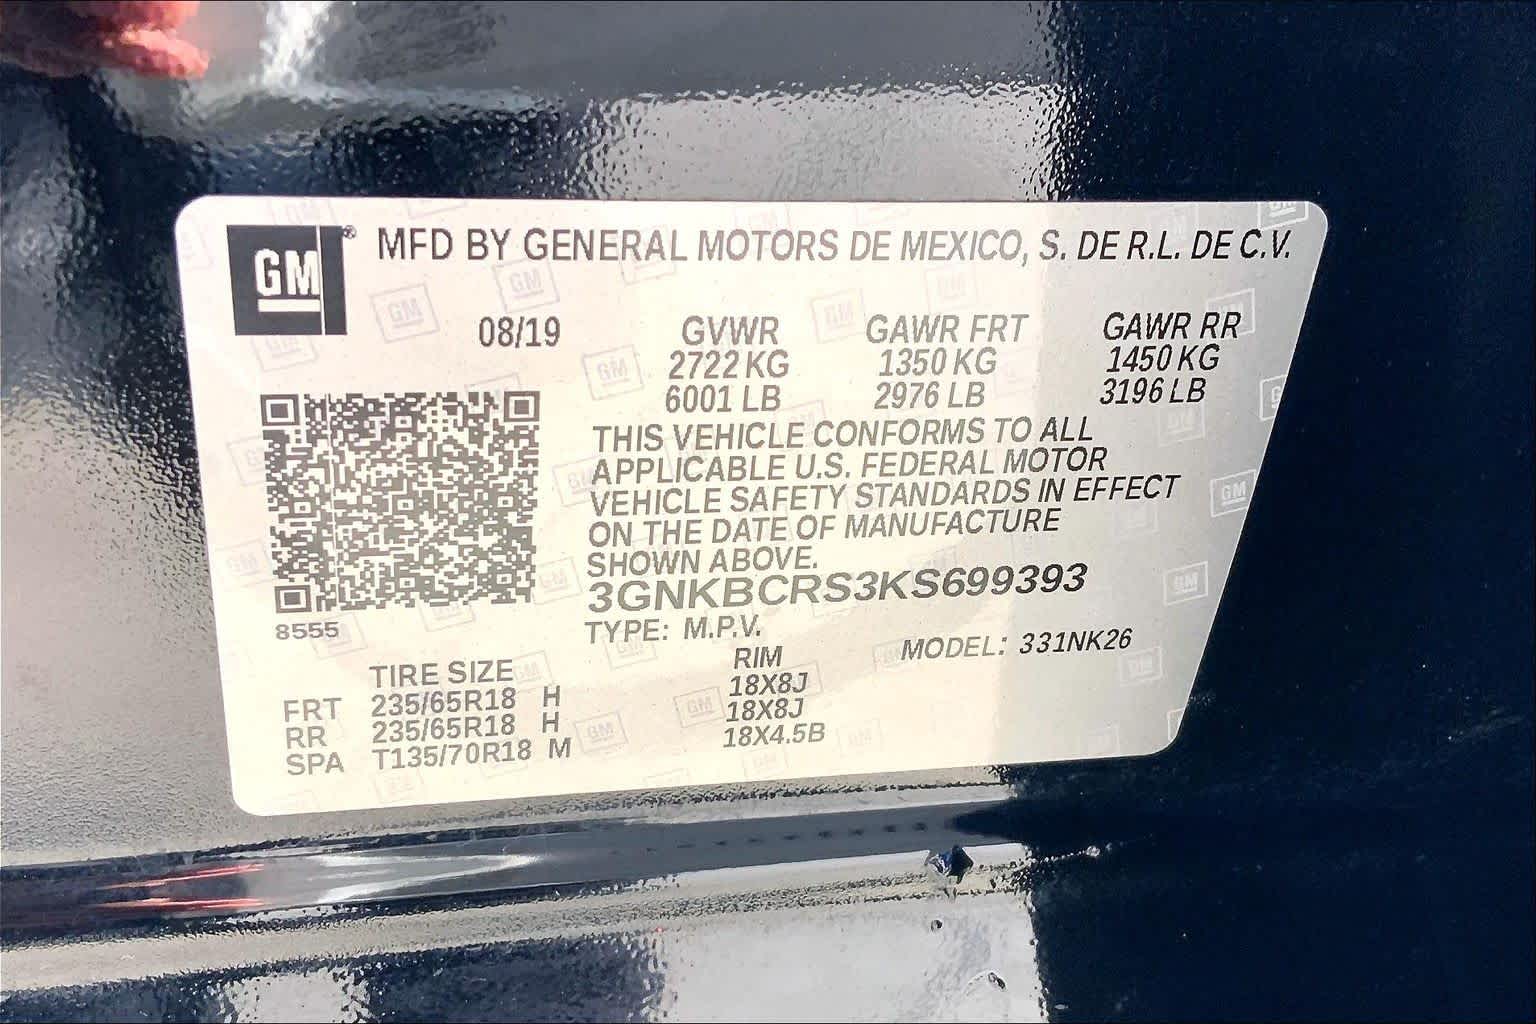 GM® MFD BY GENERAL MOTORS DE MEXICO, S. DE R.L. DE C.V.
08/19 GVWR GAWR FRT GAWR RR
2722 KG 1350 KG 1450 KG
6001 LB 2976 LB 3196 LB
THIS VEHICLE CONFORMS TO ALL
APPLICABLE U.S. FEDERAL MOTOR
VEHICLE SAFETY STANDARDS IN EFFECT
ON THE DATE OF MANUFACTURE
SHOWN ABOVE.
3GNKBCRS3KS699393
8555
TYPE: M.P.V. MODEL: 331NK26
TIRE SIZE RIM
FRT 235/65R18 H 18X8J
RR 235/65R18 H 18X8J
SPA T135/70R18 M 18X4.5B